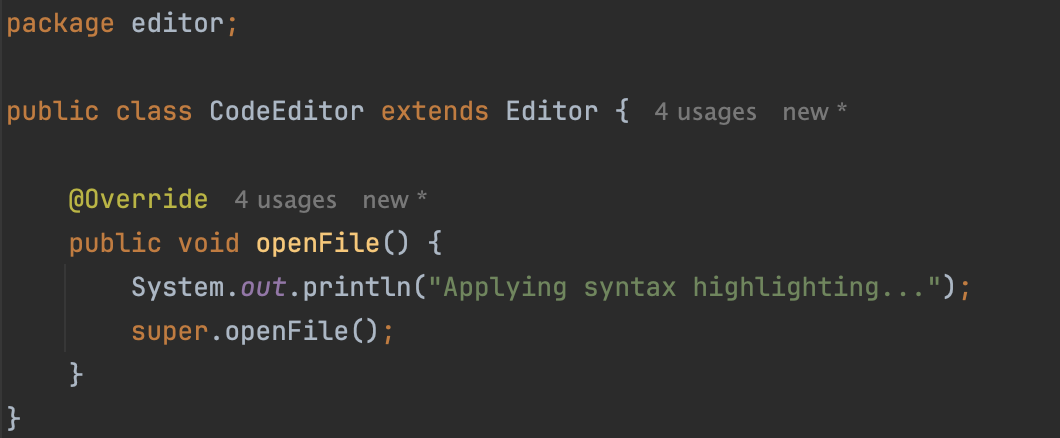 package editor;
public class CodeEditor extends Editor { 4 usages new *
@Override 4 usages new *
public void openFile() {
System.out.println("Applying syntax highlighting...");
super.openFile();
}
}